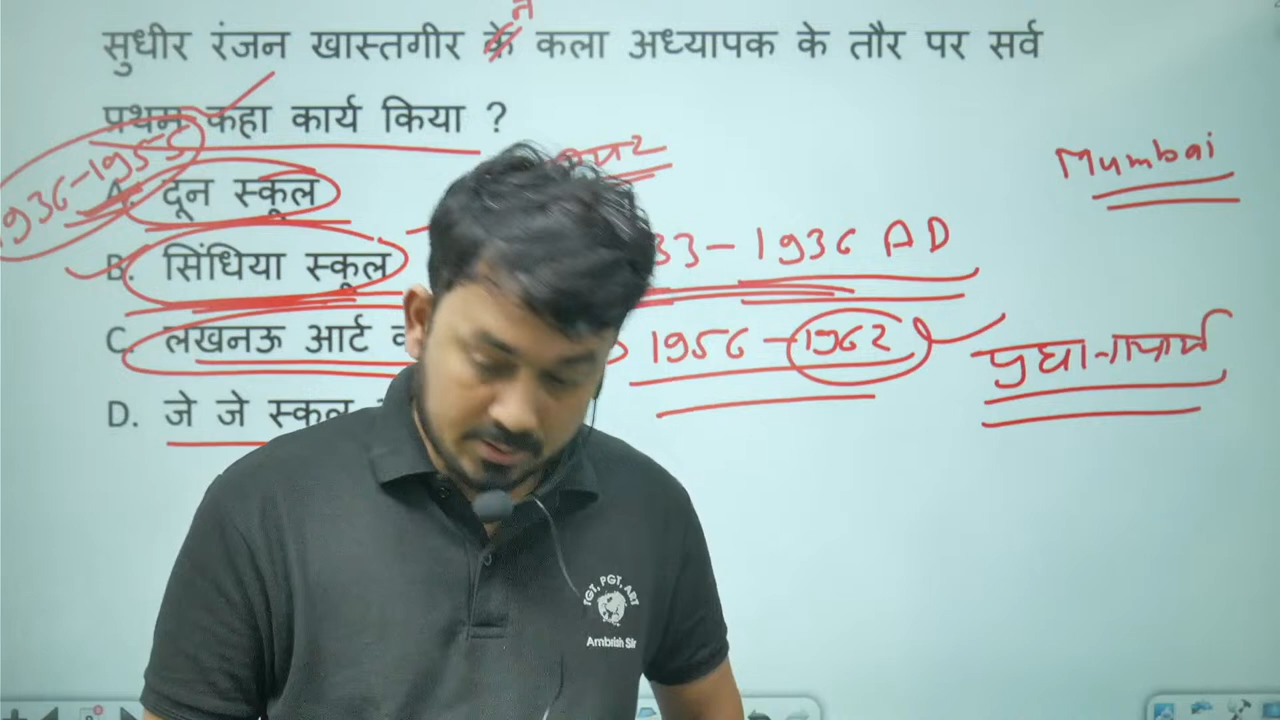 सुधीर रंजन खास्तगीर के ने कला अध्यापक के तौर पर सर्व
प्रथम कहा कार्य किया ?
1936-1955
A. दून स्कूल
Mumbai
B. सिंधिया स्कूल
33-1936 AD
C. लखनऊ आर्ट
1956-1962
प्रधानाचार्य
D. जे जे स्कूल
TGT, PGT, ART
Ambrish Sir